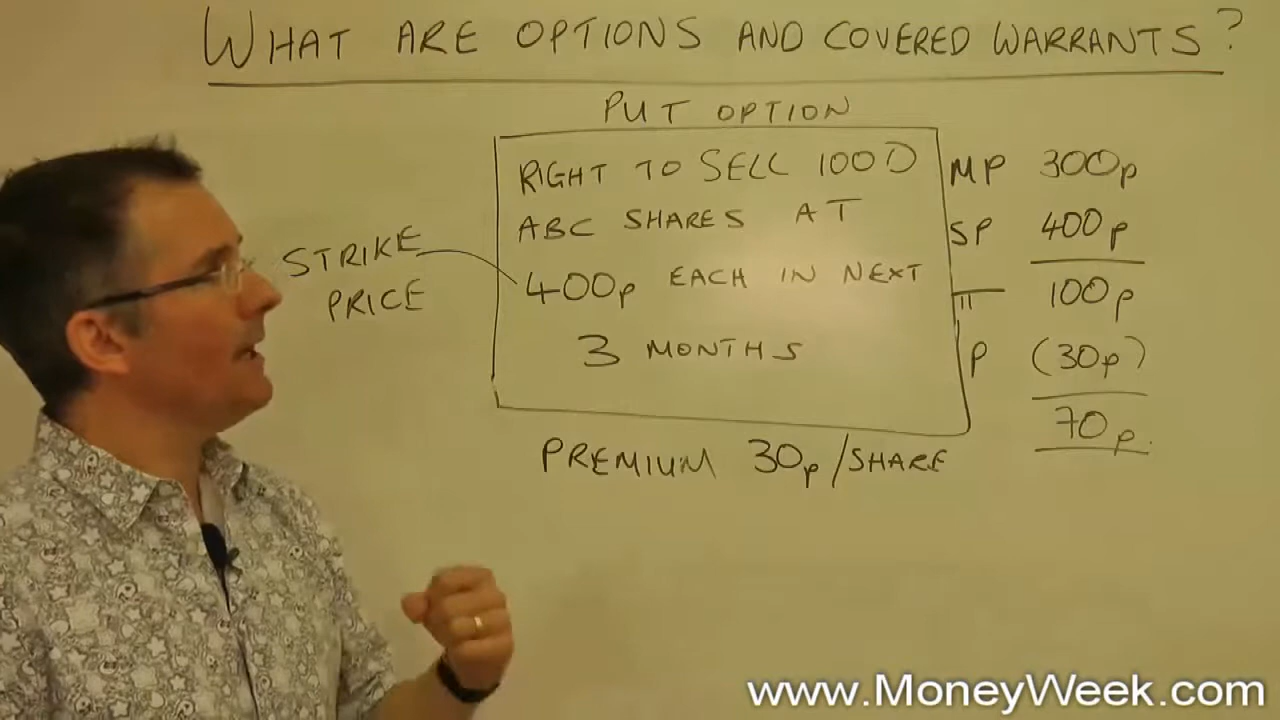 WHAT ARE OPTIONS AND COVERED WARRANTS?
PUT OPTION
RIGHT TO SELL 1000
ABC SHARES AT
400p EACH IN NEXT
3 MONTHS
STRIKE
PRICE
PREMIUM 30p/SHARE
MP 300p
SP 400p
100p
P (30p)
70p
www.MoneyWeek.com